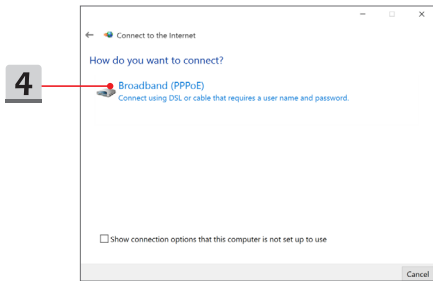 Connect to the Internet
How do you want to connect?
4
Broadband (PPPoE)
Connect using DSL or cable that requires a user name and password.
Show connection options that this computer is not set up to use
Cancel